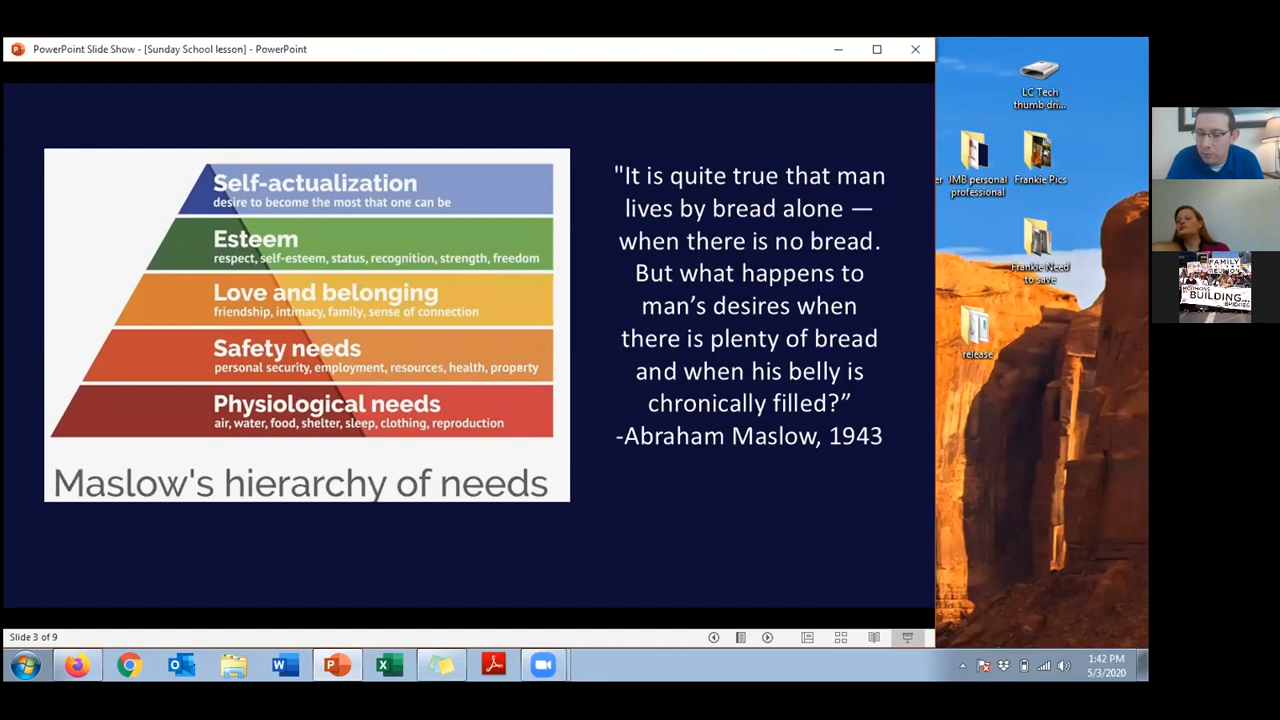 PowerPoint Slide Show - [Sunday School lesson] - PowerPoint
Self-actualization
desire to become the most that one can be
Esteem
respect, self-esteem, status, recognition, strength, freedom
Love and belonging
friendship, intimacy, family, sense of connection
Safety needs
personal security, employment, resources, health, property
Physiological needs
air, water, food, shelter, sleep, clothing, reproduction
Maslow's hierarchy of needs
"It is quite true that man
lives by bread alone —
when there is no bread.
But what happens to
man’s desires when
there is plenty of bread
and when his belly is
chronically filled?”
-Abraham Maslow, 1943
LC Tech
thumb dri...
er
JMB personal
professional
Frankie Pics
Frankie Need
to save
release
FAMILY
REUNION
MORMONS
BUILDING...
BRIDGES
Slide 3 of 9
1:42 PM
5/3/2020